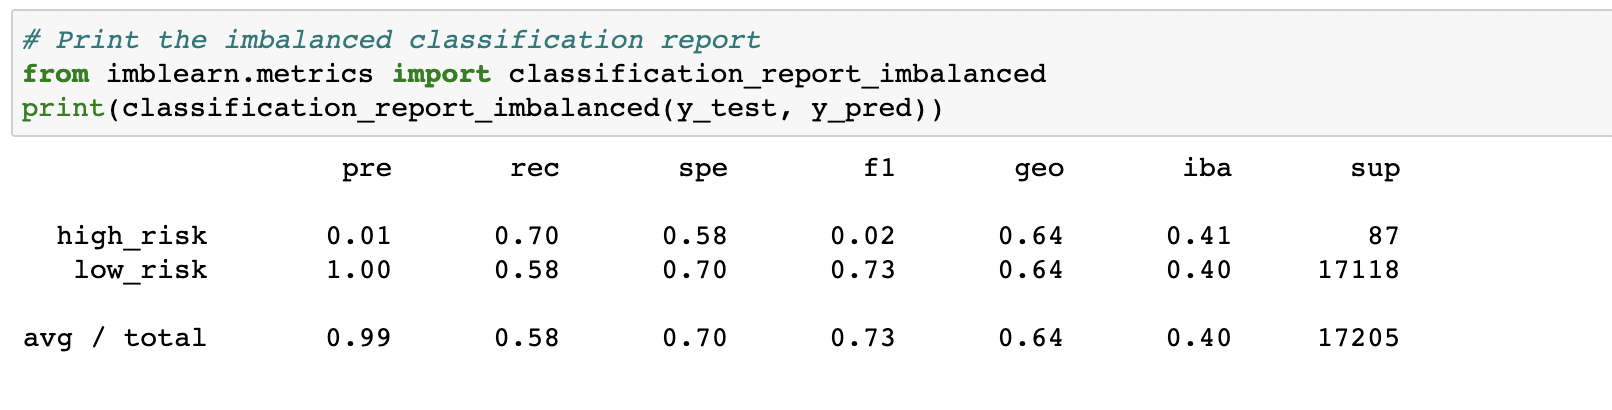 # Print the imbalanced classification report
from imblearn.metrics import classification_report_imbalanced
print(classification_report_imbalanced(y_test, y_pred))
pre rec spe f1 geo iba sup
high_risk 0.01 0.70 0.58 0.02 0.64 0.41 87
low_risk 1.00 0.58 0.70 0.73 0.64 0.40 17118
avg / total 0.99 0.58 0.70 0.73 0.64 0.40 17205